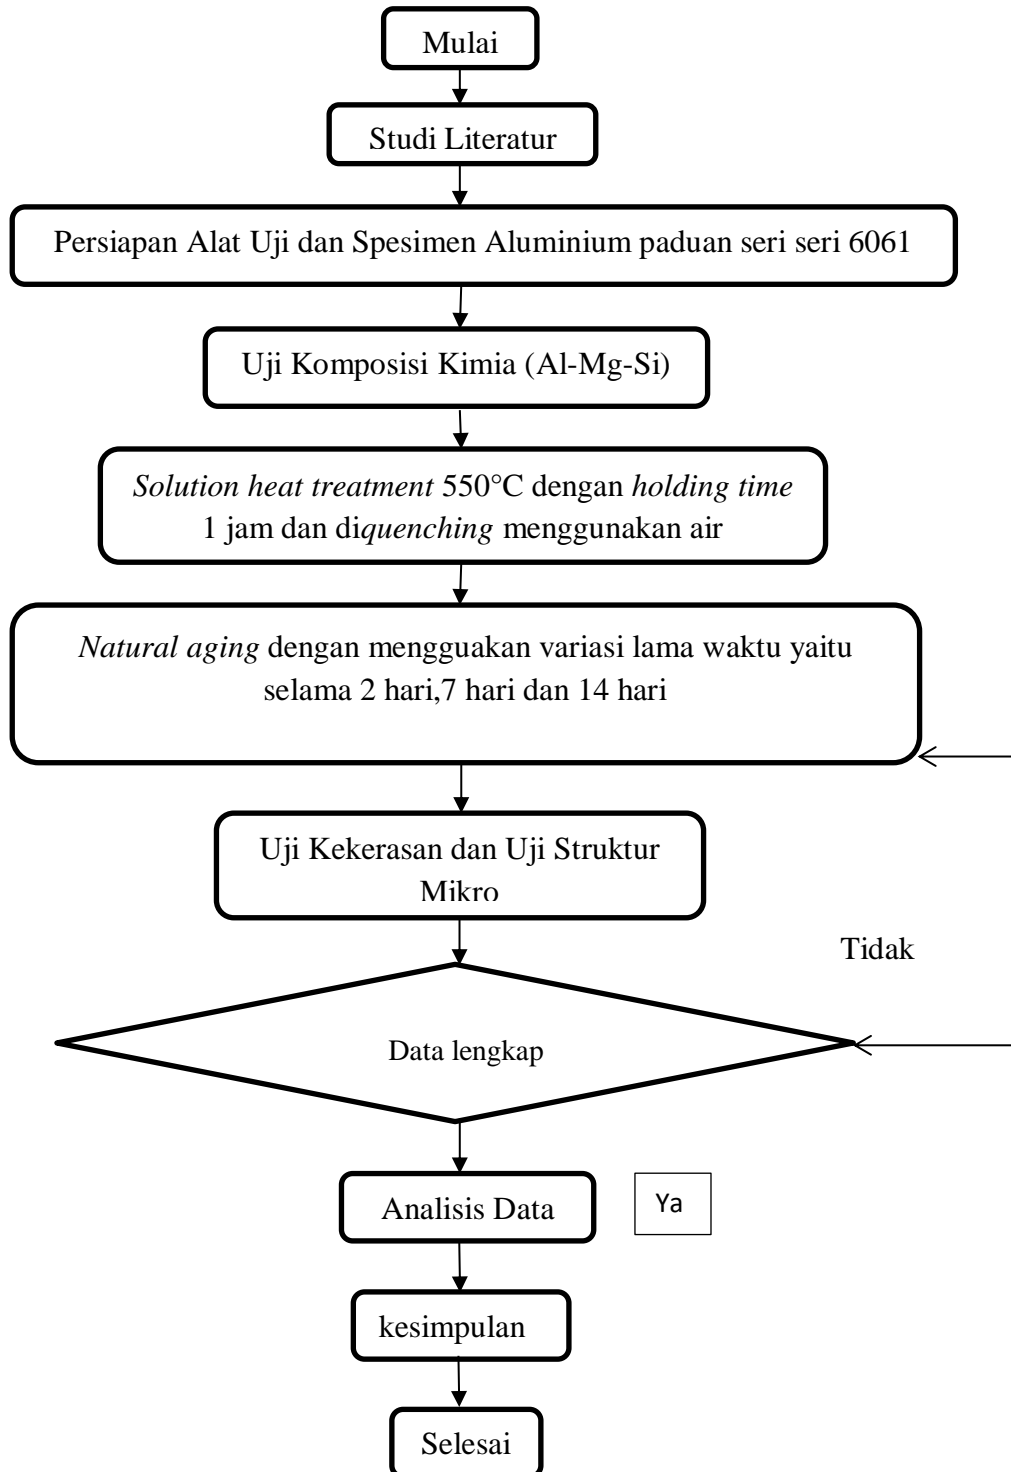 Mulai
Studi Literatur
Persiapan Alat Uji dan Spesimen Aluminium paduan seri seri 6061
Uji Komposisi Kimia (Al-Mg-Si)
Solution heat treatment 550°C dengan holding time
1 jam dan diquenching menggunakan air
Natural aging dengan mengguakan variasi lama waktu yaitu
selama 2 hari,7 hari dan 14 hari
Uji Kekerasan dan Uji Struktur
Mikro
Tidak
Data lengkap
Analisis Data
Ya
kesimpulan
Selesai